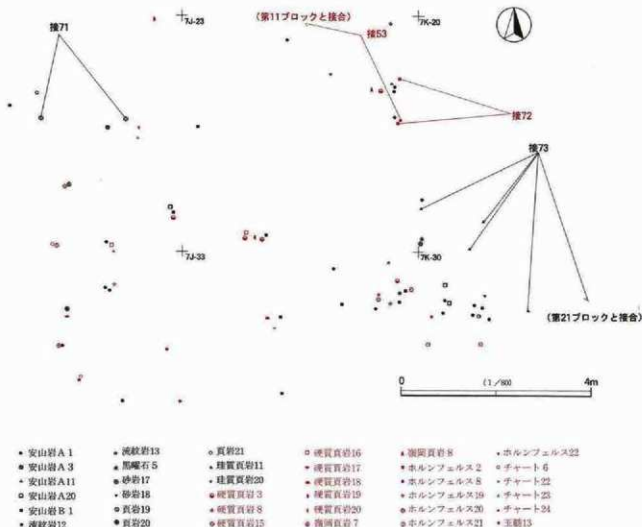 7J-23
(第11ブロックと接合)
7K-20
接71
接53
接72
接73
7J-33
7K-30
(第21ブロックと接合)
0 (1/80) 4m
安山岩A 1
安山岩A 3
安山岩A11
安山岩A20
安山岩B 1
流紋岩12
流紋岩13
黒曜石 5
砂岩17
砂岩18
頁岩19
頁岩20
頁岩21
珪質頁岩11
珪質頁岩20
硬質頁岩 3
硬質頁岩 8
硬質頁岩15
硬質頁岩16
硬質頁岩17
硬質頁岩18
硬質頁岩19
硬質頁岩20
嶺岡頁岩 7
嶺岡頁岩 8
ホルンフェルス 2
ホルンフェルス 8
ホルンフェルス19
ホルンフェルス20
ホルンフェルス21
ホルンフェルス22
チャート 6
チャート22
チャート23
チャート24
玉髄13